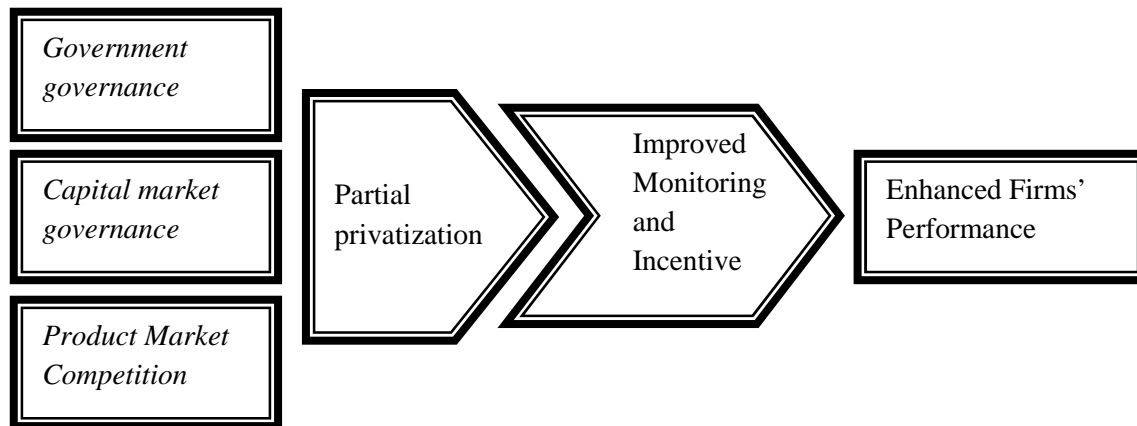 Government
governance
Capital market
governance
Product Market
Competition
Partial
privatization
Improved
Monitoring
and
Incentive
Enhanced Firms’
Performance